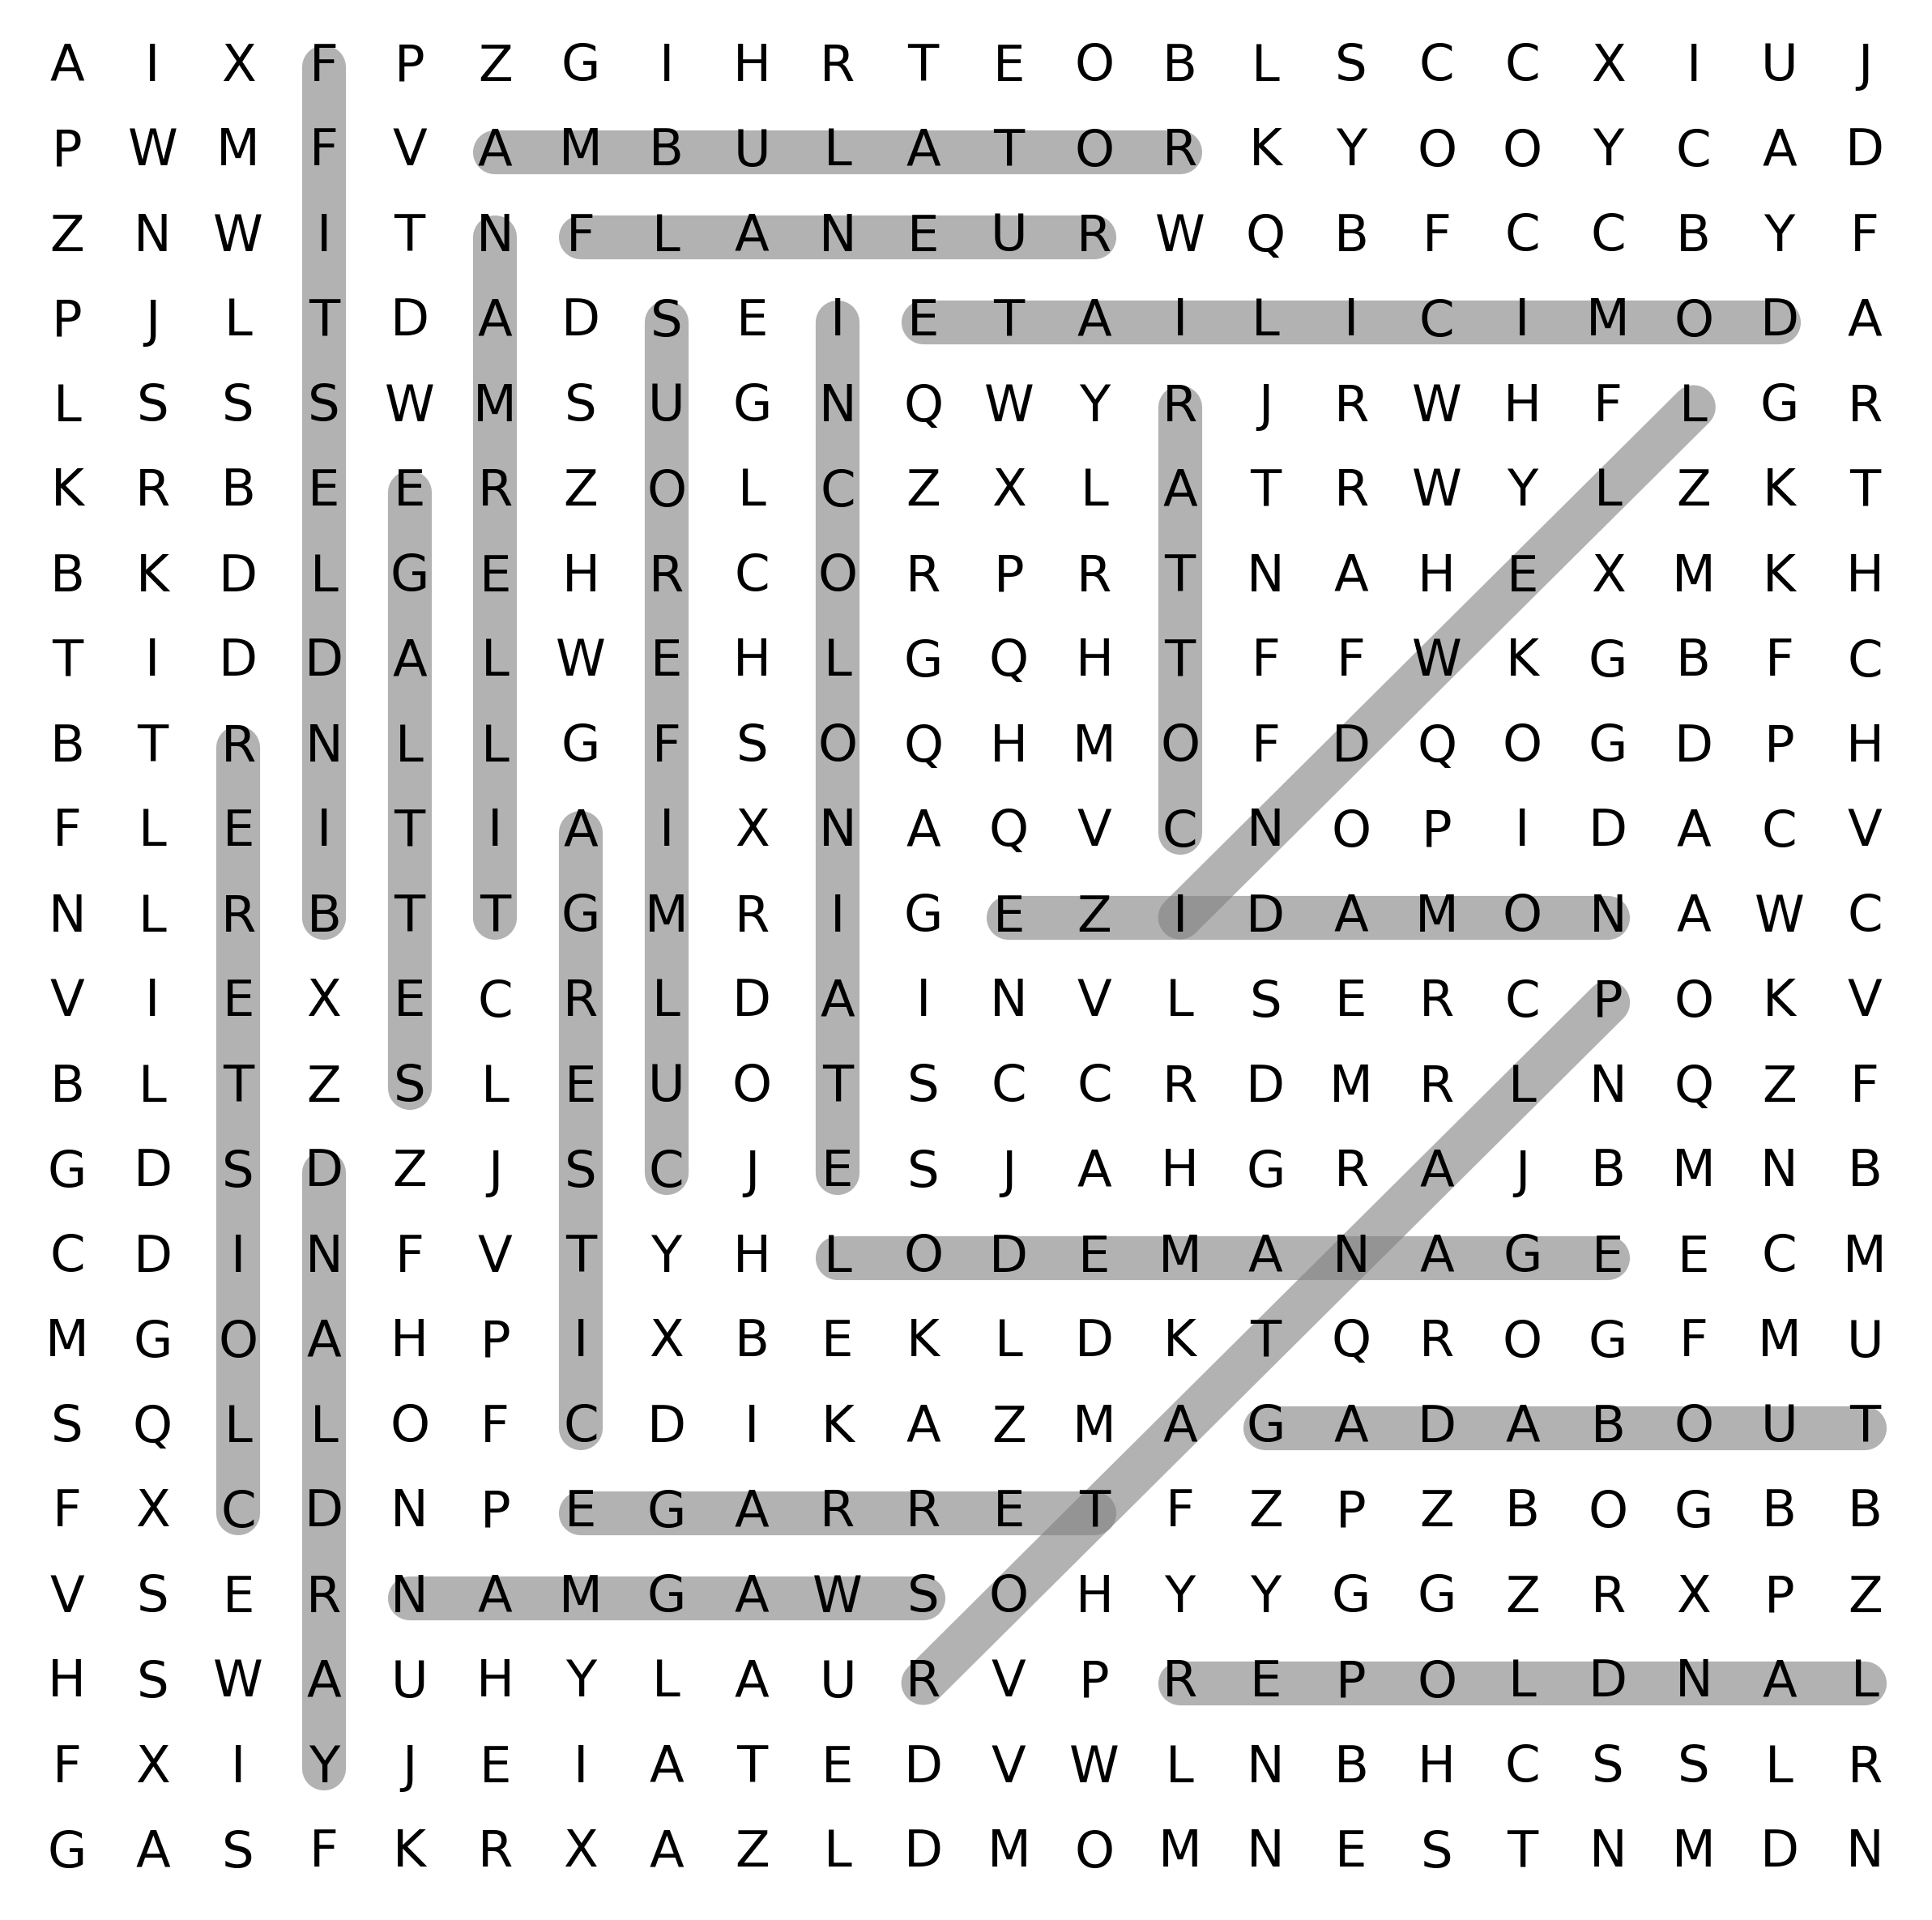 A I X F P Z G I H R T E O B L S C C X I U J
P W M F V A M B U L A T O R K Y O O Y C A D
Z N W I T N F L A N E U R W Q B F C C B Y F
P J L T D A D S E I E T A I L I C I M O D A
L S S S W M S U G N Q W Y R J R W H F L G R
K R B E E R Z O L C Z X L A T R W Y L Z K T
B K D L G E H R C O R P R T N A H E X M K H
T I D D A L W E H L G Q H T F F W K G B F C
B T R N L L G F S O Q H M O F D Q O G D P H
F L E I T I A I X N A Q V C N O P I D A C V
N L R B T T G M R I G E Z I D A M O N A W C
V I E X E C R L D A I N V L S E R C P O K V
B L T Z S L E U O T S C C R D M R L N Q Z F
G D S D Z J S C J E S J A H G R A J B M N B
C D I N F V T Y H L O D E M A N A G E E C M
M G O A H P I X B E K L D K T Q R O G F M U
S Q L L O F C D I K A Z M A G A D A B O U T
F X C D N P E G A R R E T F Z P Z B O G B B
V S E R N A M G A W S O H Y Y G G Z R X P Z
H S W A U H Y L A U R V P R E P O L D N A L
F X I Y J E I A T E D V W L N B H C S S L R
G A S F K R X A Z L D M O M N E S T N M D N